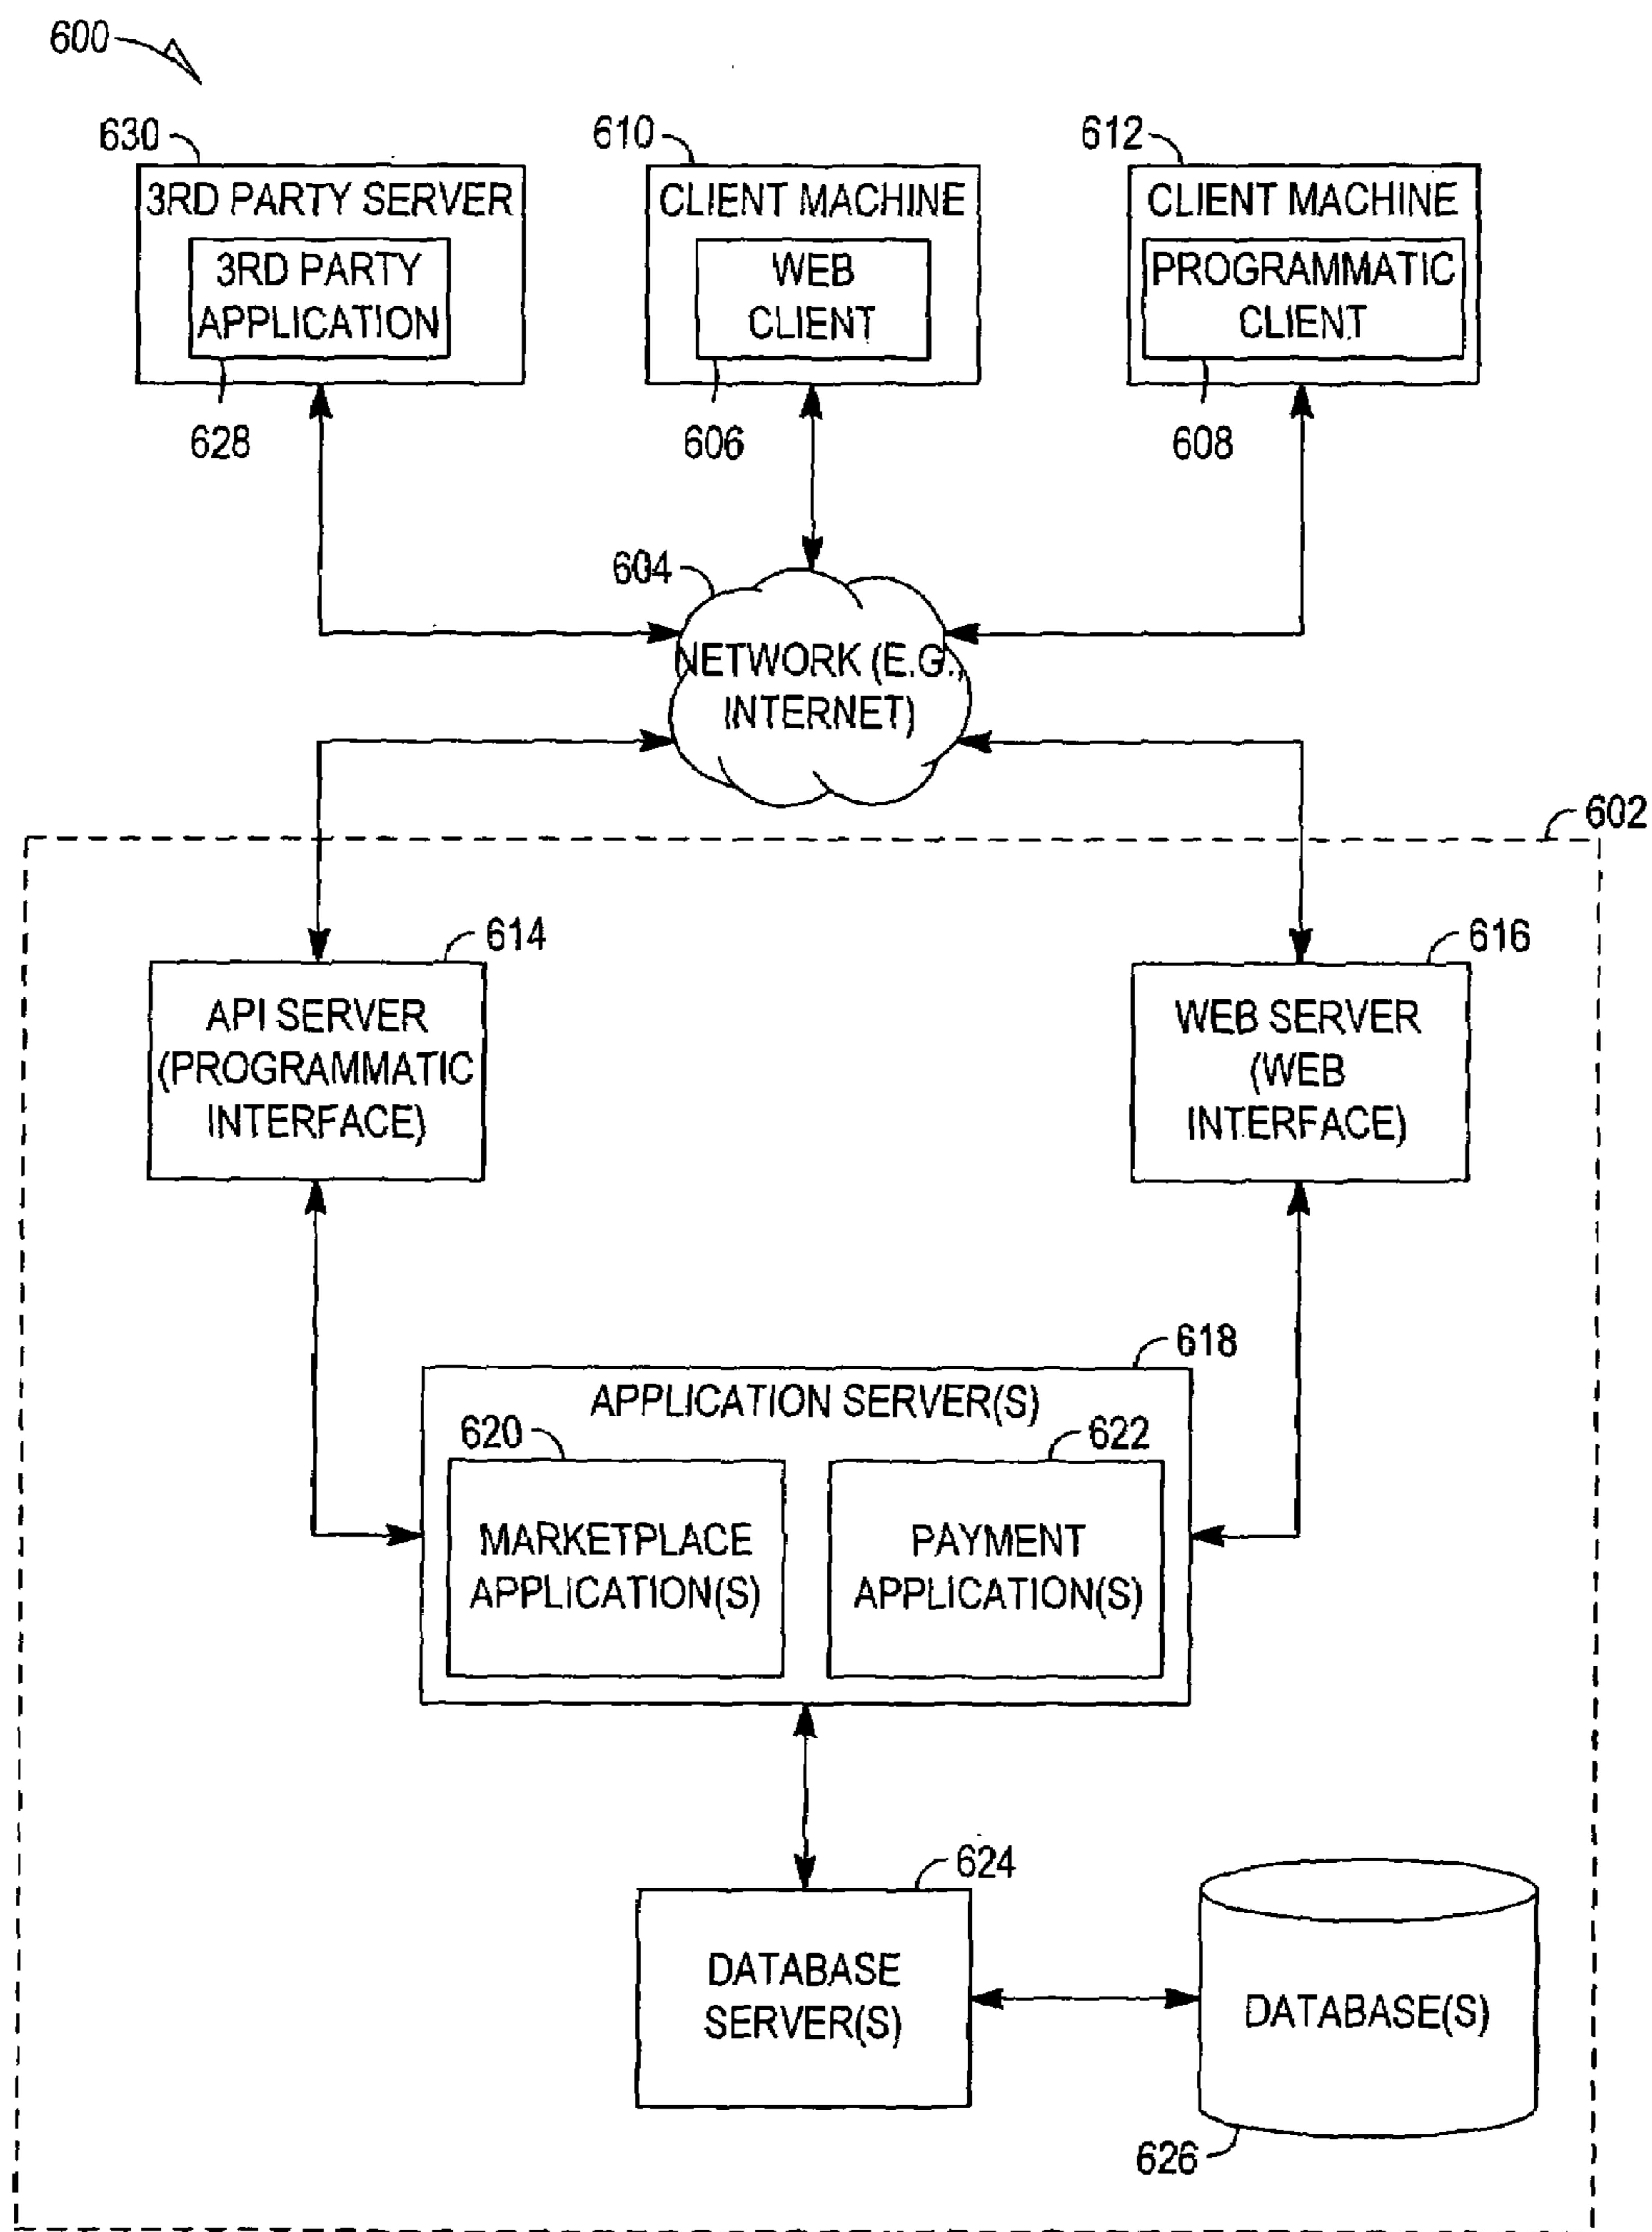 600
630
610
612
3RD PARTY SERVER
CLIENT MACHINE
CLIENT MACHINE
3RD PARTY
APPLICATION
WEB
CLIENT
PROGRAMMATIC
CLIENT
628
606
608
604
NETWORK (E.G.,
INTERNET)
602
614
616
API SERVER
(PROGRAMMATIC
INTERFACE)
WEB SERVER
(WEB
INTERFACE)
618
APPLICATION SERVER(S)
620
622
MARKETPLACE
APPLICATION(S)
PAYMENT
APPLICATION(S)
624
DATABASE
SERVER(S)
DATABASE(S)
626